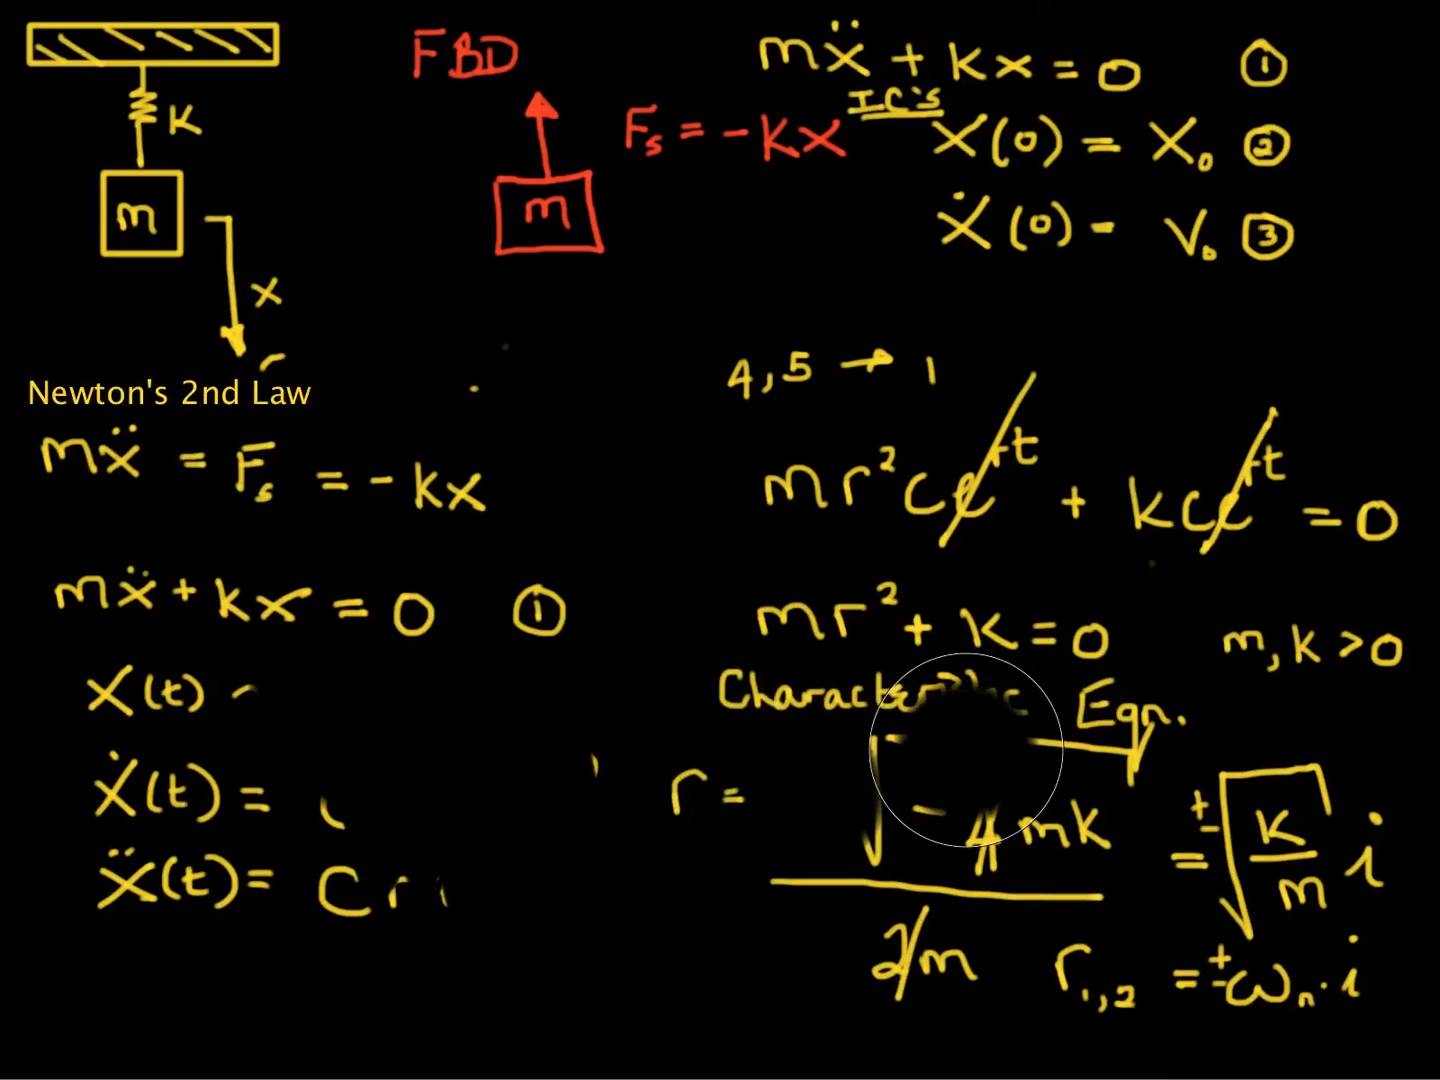 FBD
mẍ + kx = 0 ①
K
Fs = -kx
IC's
x(0) = x₀ ②
m
m
ẋ(0) - V₀ ③
x
4,5 → 1
Newton's 2nd Law
mẍ = Fs = -kx
mr²ce^rt + kce^rt = 0
mẍ + kx = 0 ①
mr² + k = 0
m, k > 0
x(t)
Eqn.
ẋ(t) =
r = √ - 4mk / 2m = ±√(k/m) i
ẍ(t) = Cr
r₁,₂ = ±ωn · i